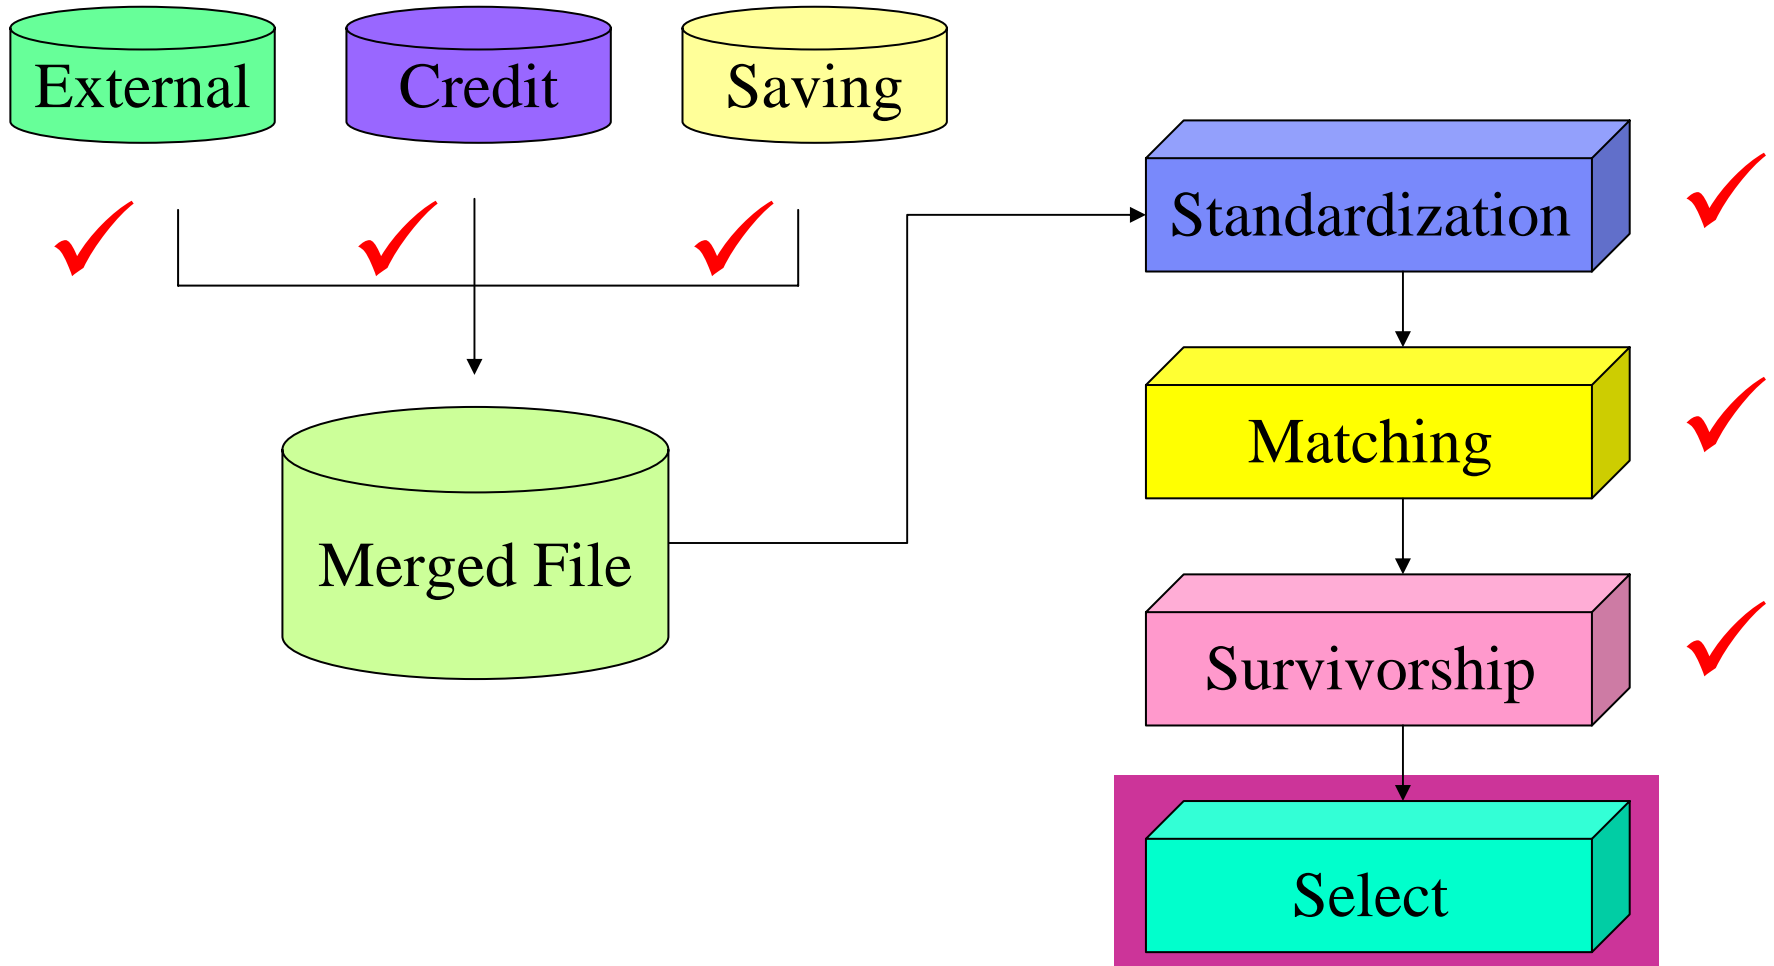 External
Credit
Saving
Merged File
Standardization
Matching
Survivorship
Select